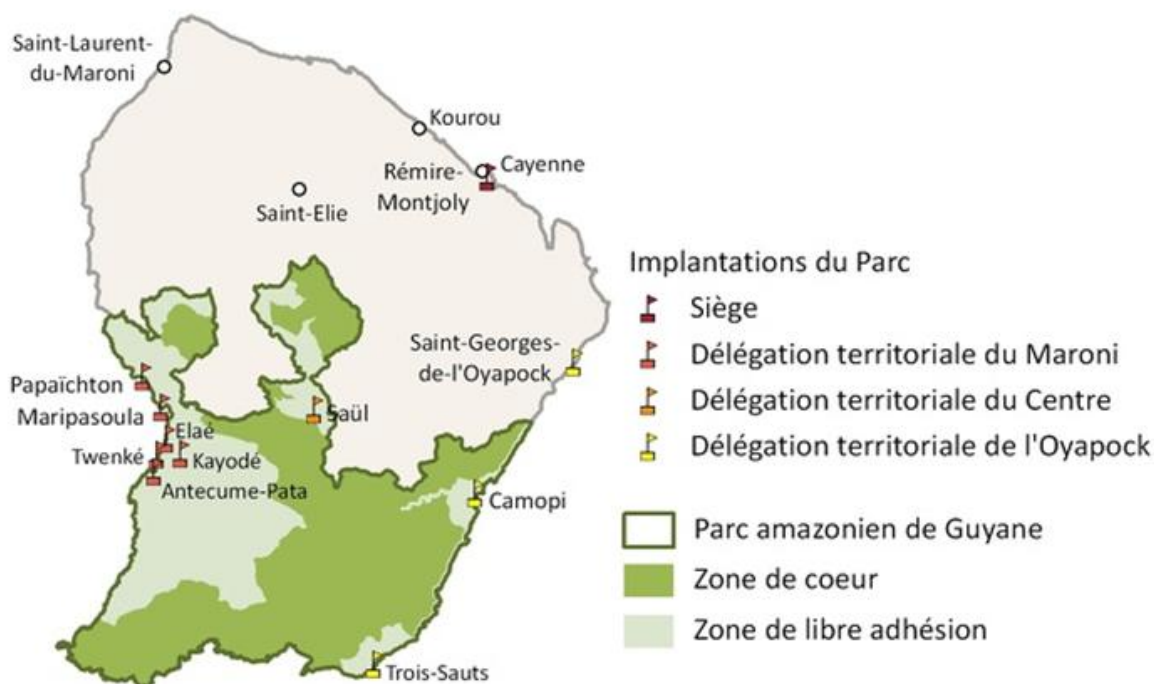 Saint-Laurent-
du-Maroni
Kourou
Cayenne
Rémire-
Montjoly
Saint-Elie
Saint-Georges-
de-l'Oyapock
Papaïchton
Maripasoula
Saül
Elaé
Twenké
Kayodé
Antecume-Pata
Camopi
Trois-Sauts
Implantations du Parc
Siège
Délégation territoriale du Maroni
Délégation territoriale du Centre
Délégation territoriale de l'Oyapock
Parc amazonien de Guyane
Zone de coeur
Zone de libre adhésion